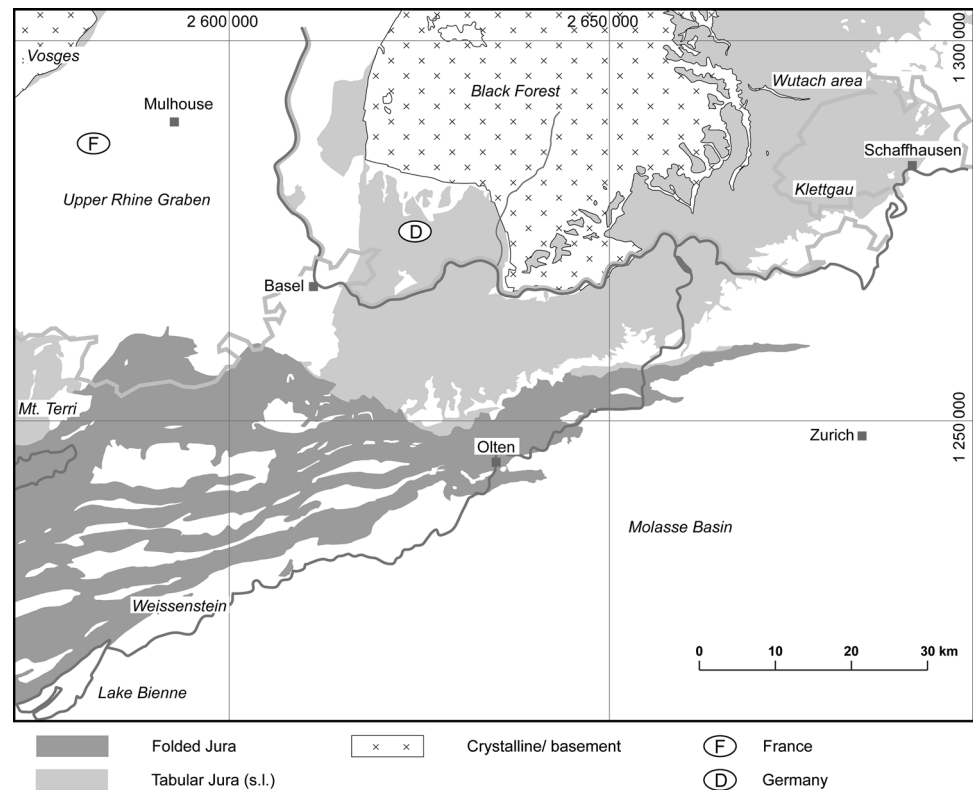 2 600 000
2 650 000
1 300 000
Vosges
Black Forest
Wutach area
Mulhouse
F
Schaffhausen
Klettgau
Upper Rhine Graben
D
Basel
Mt. Terri
1 250 000
Zurich
Olten
Molasse Basin
Weissenstein
0 10 20 30 km
Lake Bienne
Folded Jura
Crystalline/ basement
F France
Tabular Jura (s.l.)
D Germany